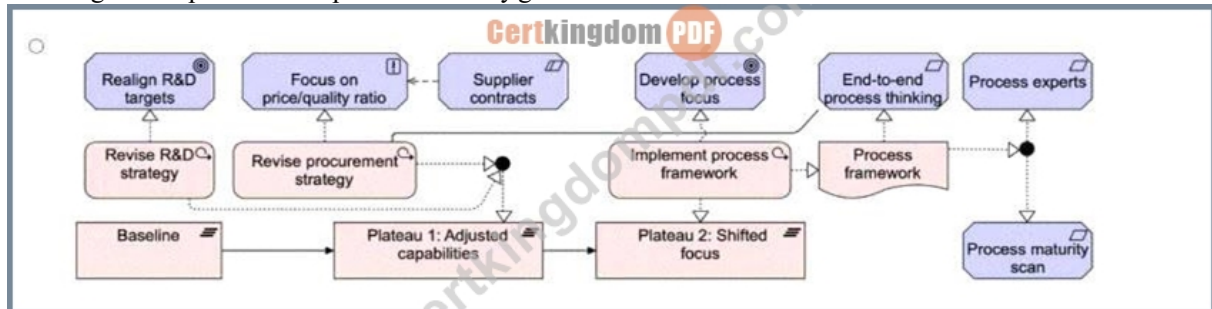 Certkingdom PDF
Realign R&D
targets
Focus on
price/quality ratio
Supplier
contracts
Develop process
focus
End-to-end
process thinking
Process experts
Revise R&D
strategy
Revise procurement
strategy
Implement process
framework
Process
framework
Baseline
Plateau 1: Adjusted
capabilities
Plateau 2: Shifted
focus
Process maturity
scan